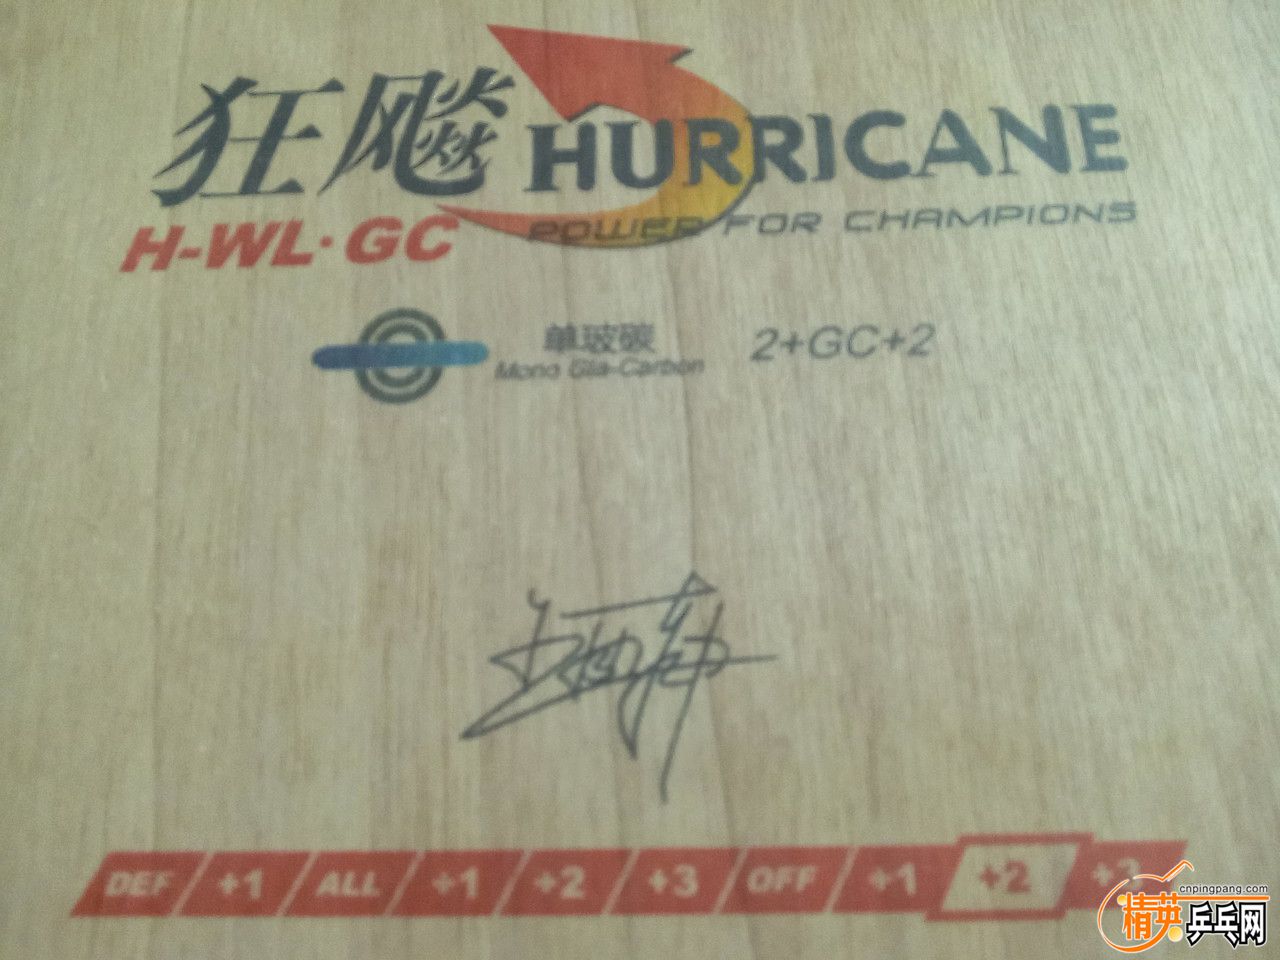 狂飚 HURRICANE
H-WL·GC POWER FOR CHAMPIONS
单玻碳 2+GC+2
Mono Gla-Carbon
DEF +1 ALL +1 +2 +3 OFF +1 +2 +3
cnpingpang.com
精英乒乓网